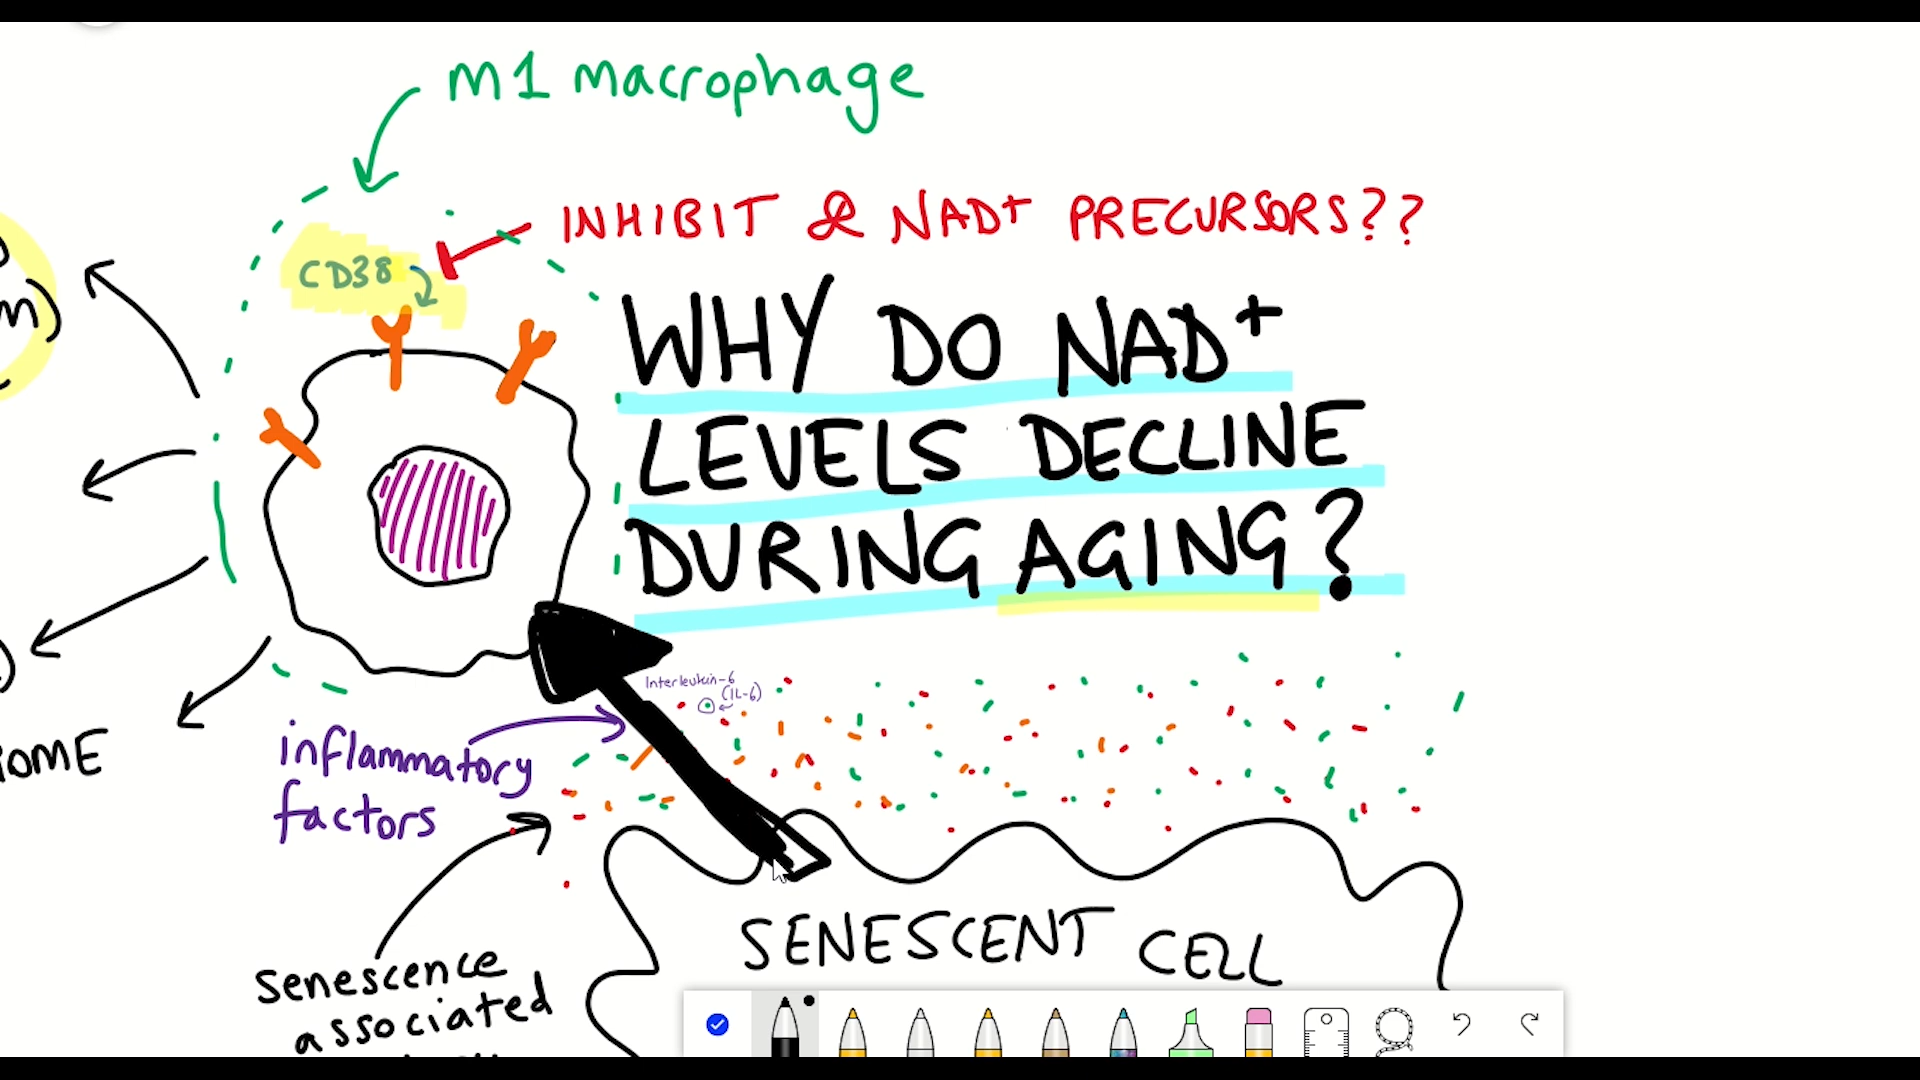 m1 macrophage
INHIBIT & NAD+ PRECURSORS??
CD38
WHY DO NAD+
LEVELS DECLINE
DURING AGING?
Interleukin-6
(IL-6)
inflammatory
factors
OME
SENESCENT CELL
senescence
associated